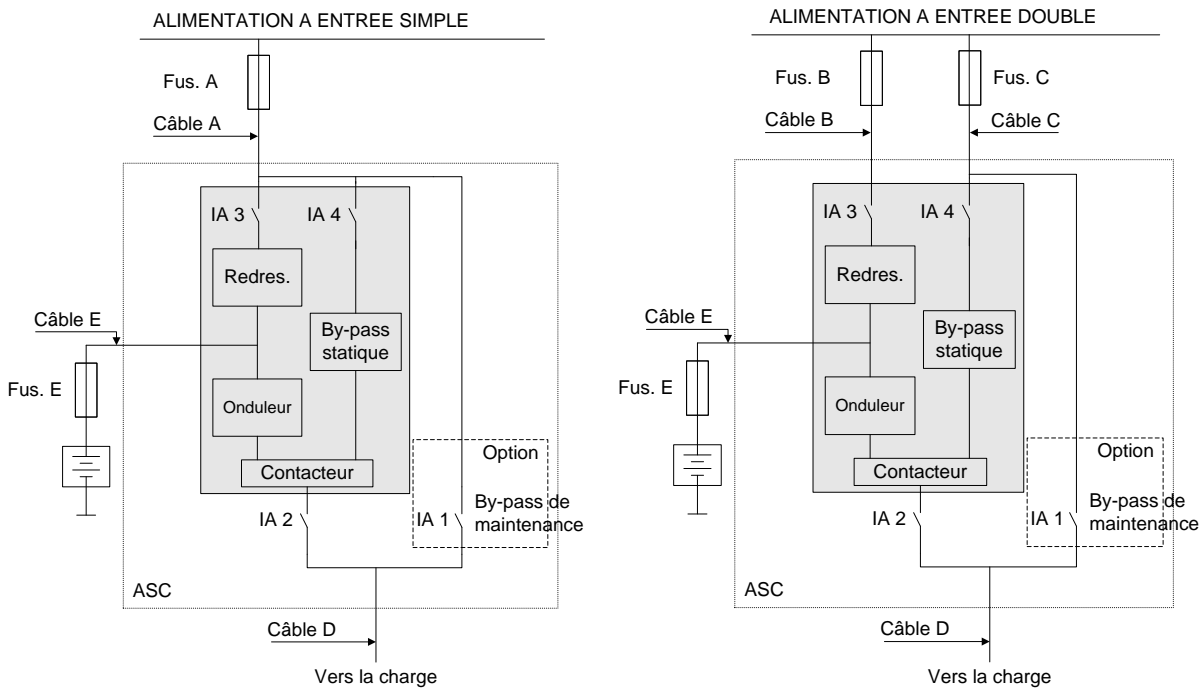 ALIMENTATION A ENTREE SIMPLE
Fus. A
Câble A
IA 3
IA 4
Redres.
Câble E
By-pass
statique
Fus. E
Onduleur
Option
Contacteur
By-pass de
maintenance
IA 2
IA 1
ASC
Câble D
Vers la charge
ALIMENTATION A ENTREE DOUBLE
Fus. B
Fus. C
Câble B
Câble C
IA 3
IA 4
Redres.
Câble E
By-pass
statique
Fus. E
Onduleur
Option
Contacteur
By-pass de
maintenance
IA 2
IA 1
ASC
Câble D
Vers la charge